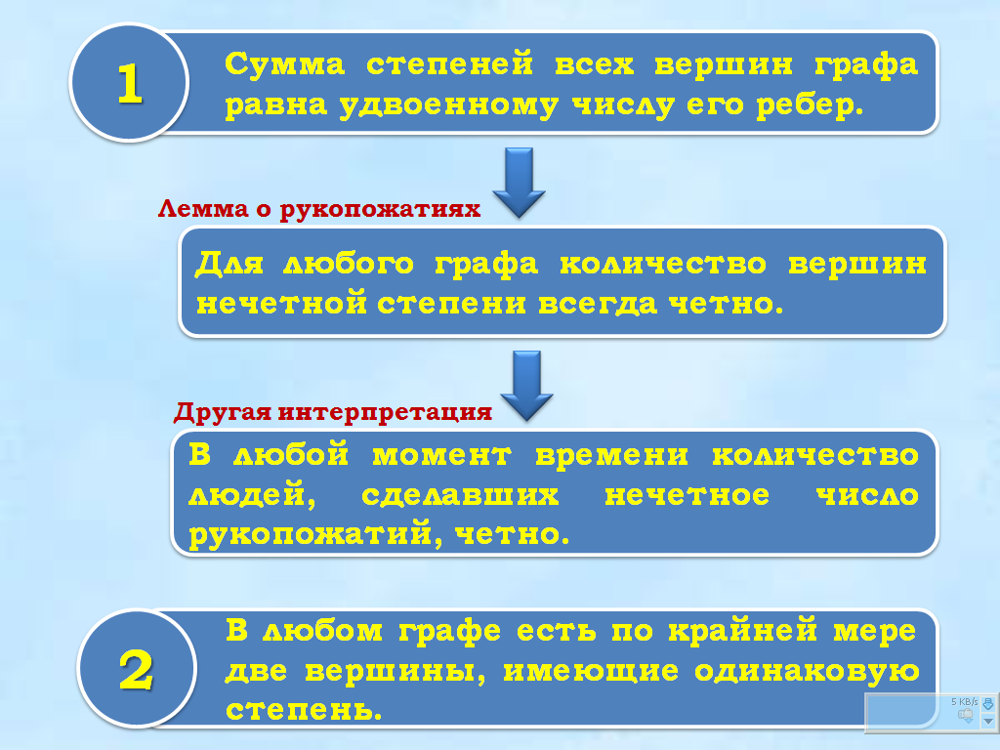 1
Сумма степеней всех вершин графа
равна удвоенному числу его ребер.
Лемма о рукопожатиях
Для любого графа количество вершин
нечетной степени всегда четно.
Другая интерпретация
В любой момент времени количество
людей, сделавших нечетное число
рукопожатий, четно.
2
В любом графе есть по крайней мере
две вершины, имеющие одинаковую
степень.
5 KB/s